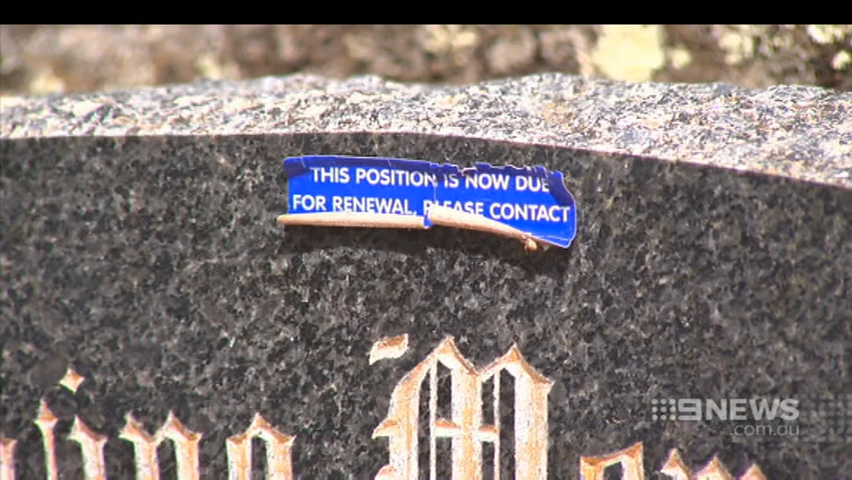 THIS POSITION IS NOW DUE
FOR RENEWAL, PLEASE CONTACT
9NEWS
.com.au